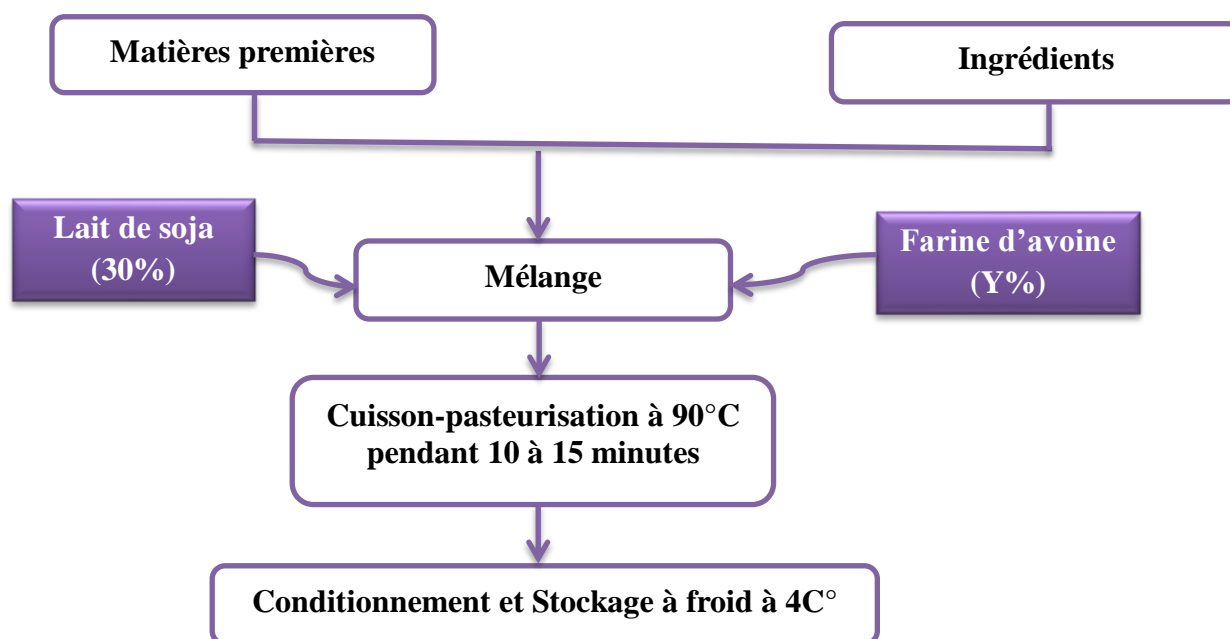 Matières premières
Ingrédients
Lait de soja
(30%)
Farine d’avoine
(Y%)
Mélange
Cuisson-pasteurisation à 90°C
pendant 10 à 15 minutes
Conditionnement et Stockage à froid à 4C°